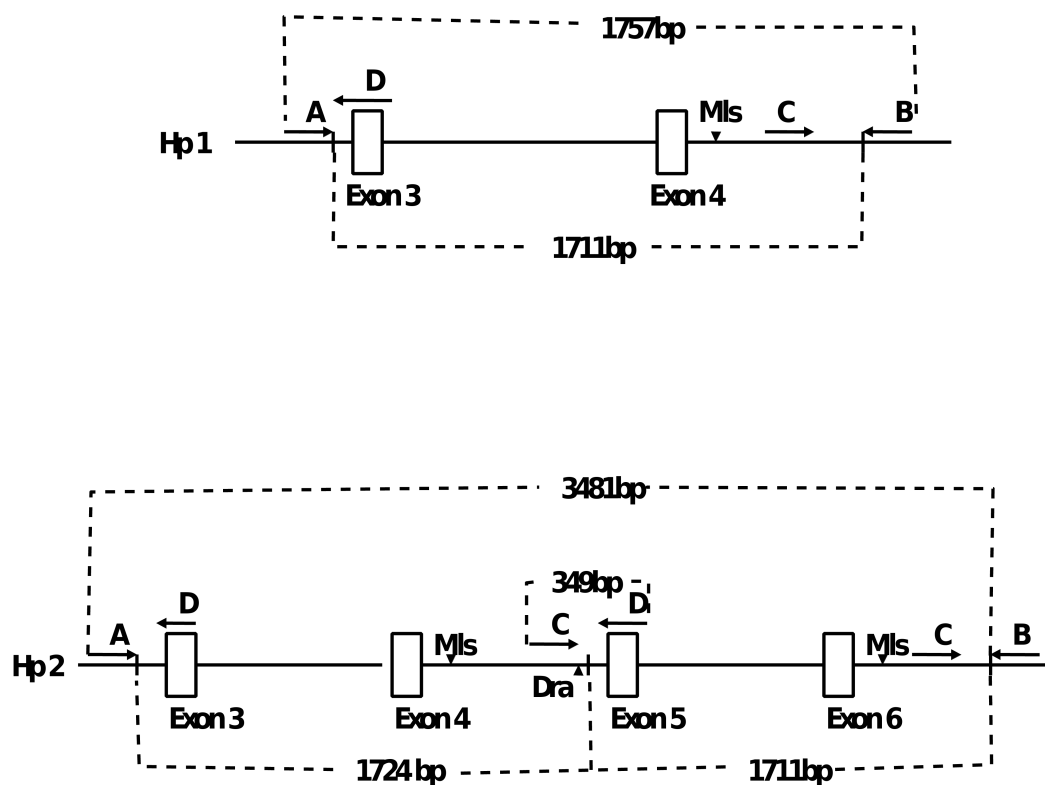 1757bp
A D Mls C B
Hp1
Exon3 Exon4
1711bp
3481bp
349bp
A D Mls C D Mls C B
Hp2
Dra
Exon3 Exon4 Exon5 Exon6
1724bp 1711bp